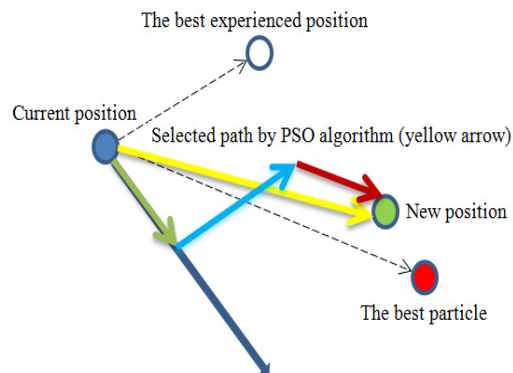 The best experienced position
Current position
Selected path by PSO algorithm (yellow arrow)
New position
The best particle